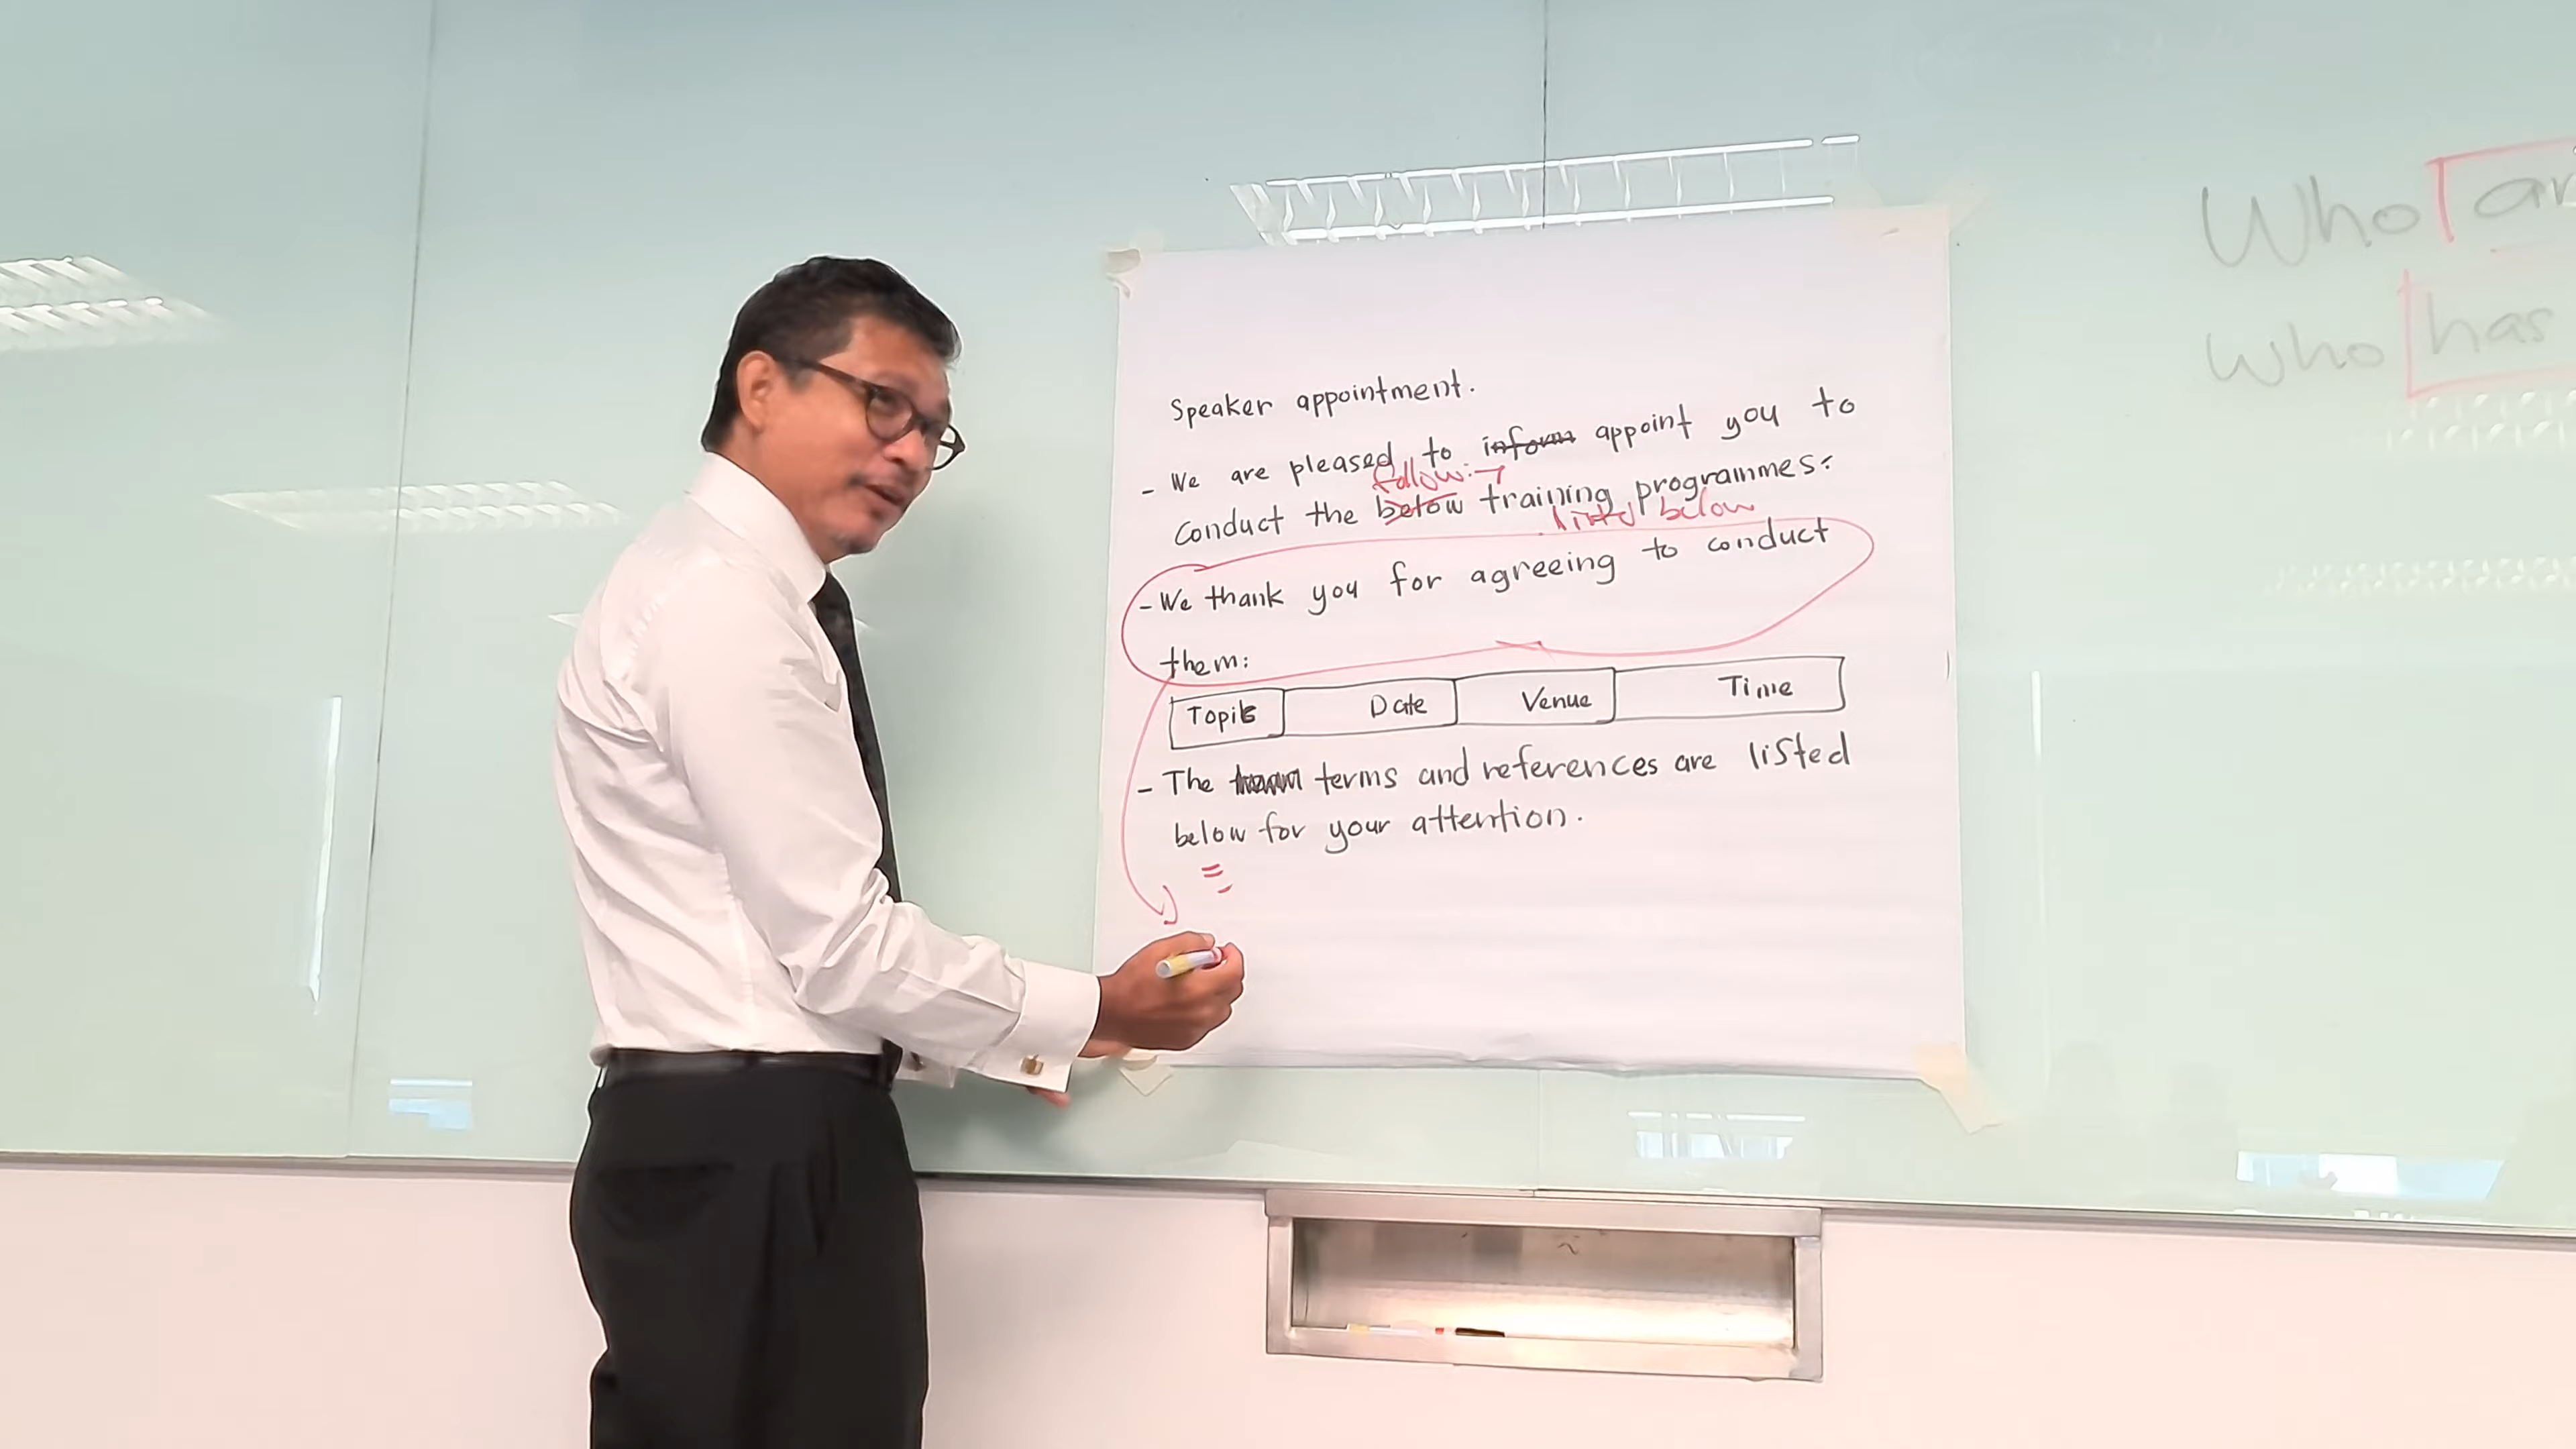 Speaker appointment.
- We are pleased to inform appoint you to
follow:
conduct the below training programmes:
listed below
- We thank you for agreeing to conduct
them:
Topic Date Venue Time
- The terms and references are listed
below for your attention.
Who
who has